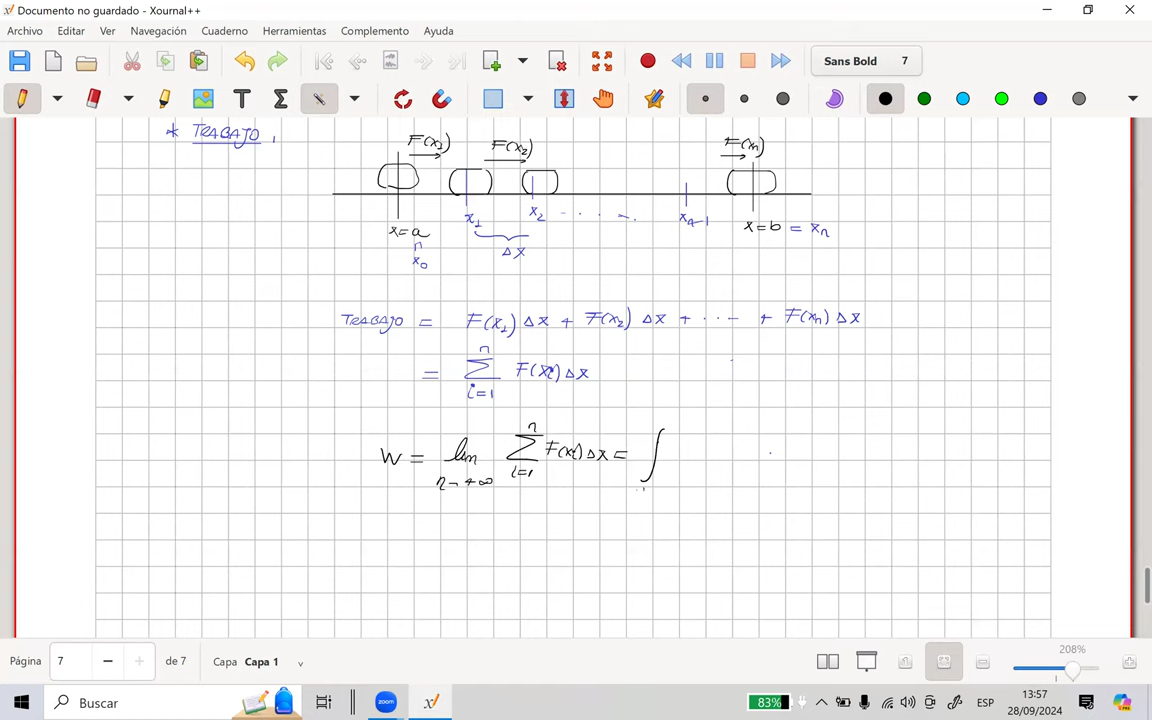 Documento no guardado - Xournal++
Archivo Editar Ver Navegación Cuaderno Herramientas Complemento Ayuda
Sans Bold 7
* TRABAJO.
F(x1) F(x2) F(xn)
x1 x2 . . . . xn-1
x=a x=b = xn
x0 Δx
TRABAJO = F(x1) Δx + F(x2) Δx + ... + F(xn) Δx
= ∑ i=1 n F(xi) Δx
W = lim n→+∞ ∑ i=1 n F(xi) Δx = ∫
Página 7 de 7 Capa Capa 1 208%
Buscar zoom 83% ESP 13:57
28/09/2024